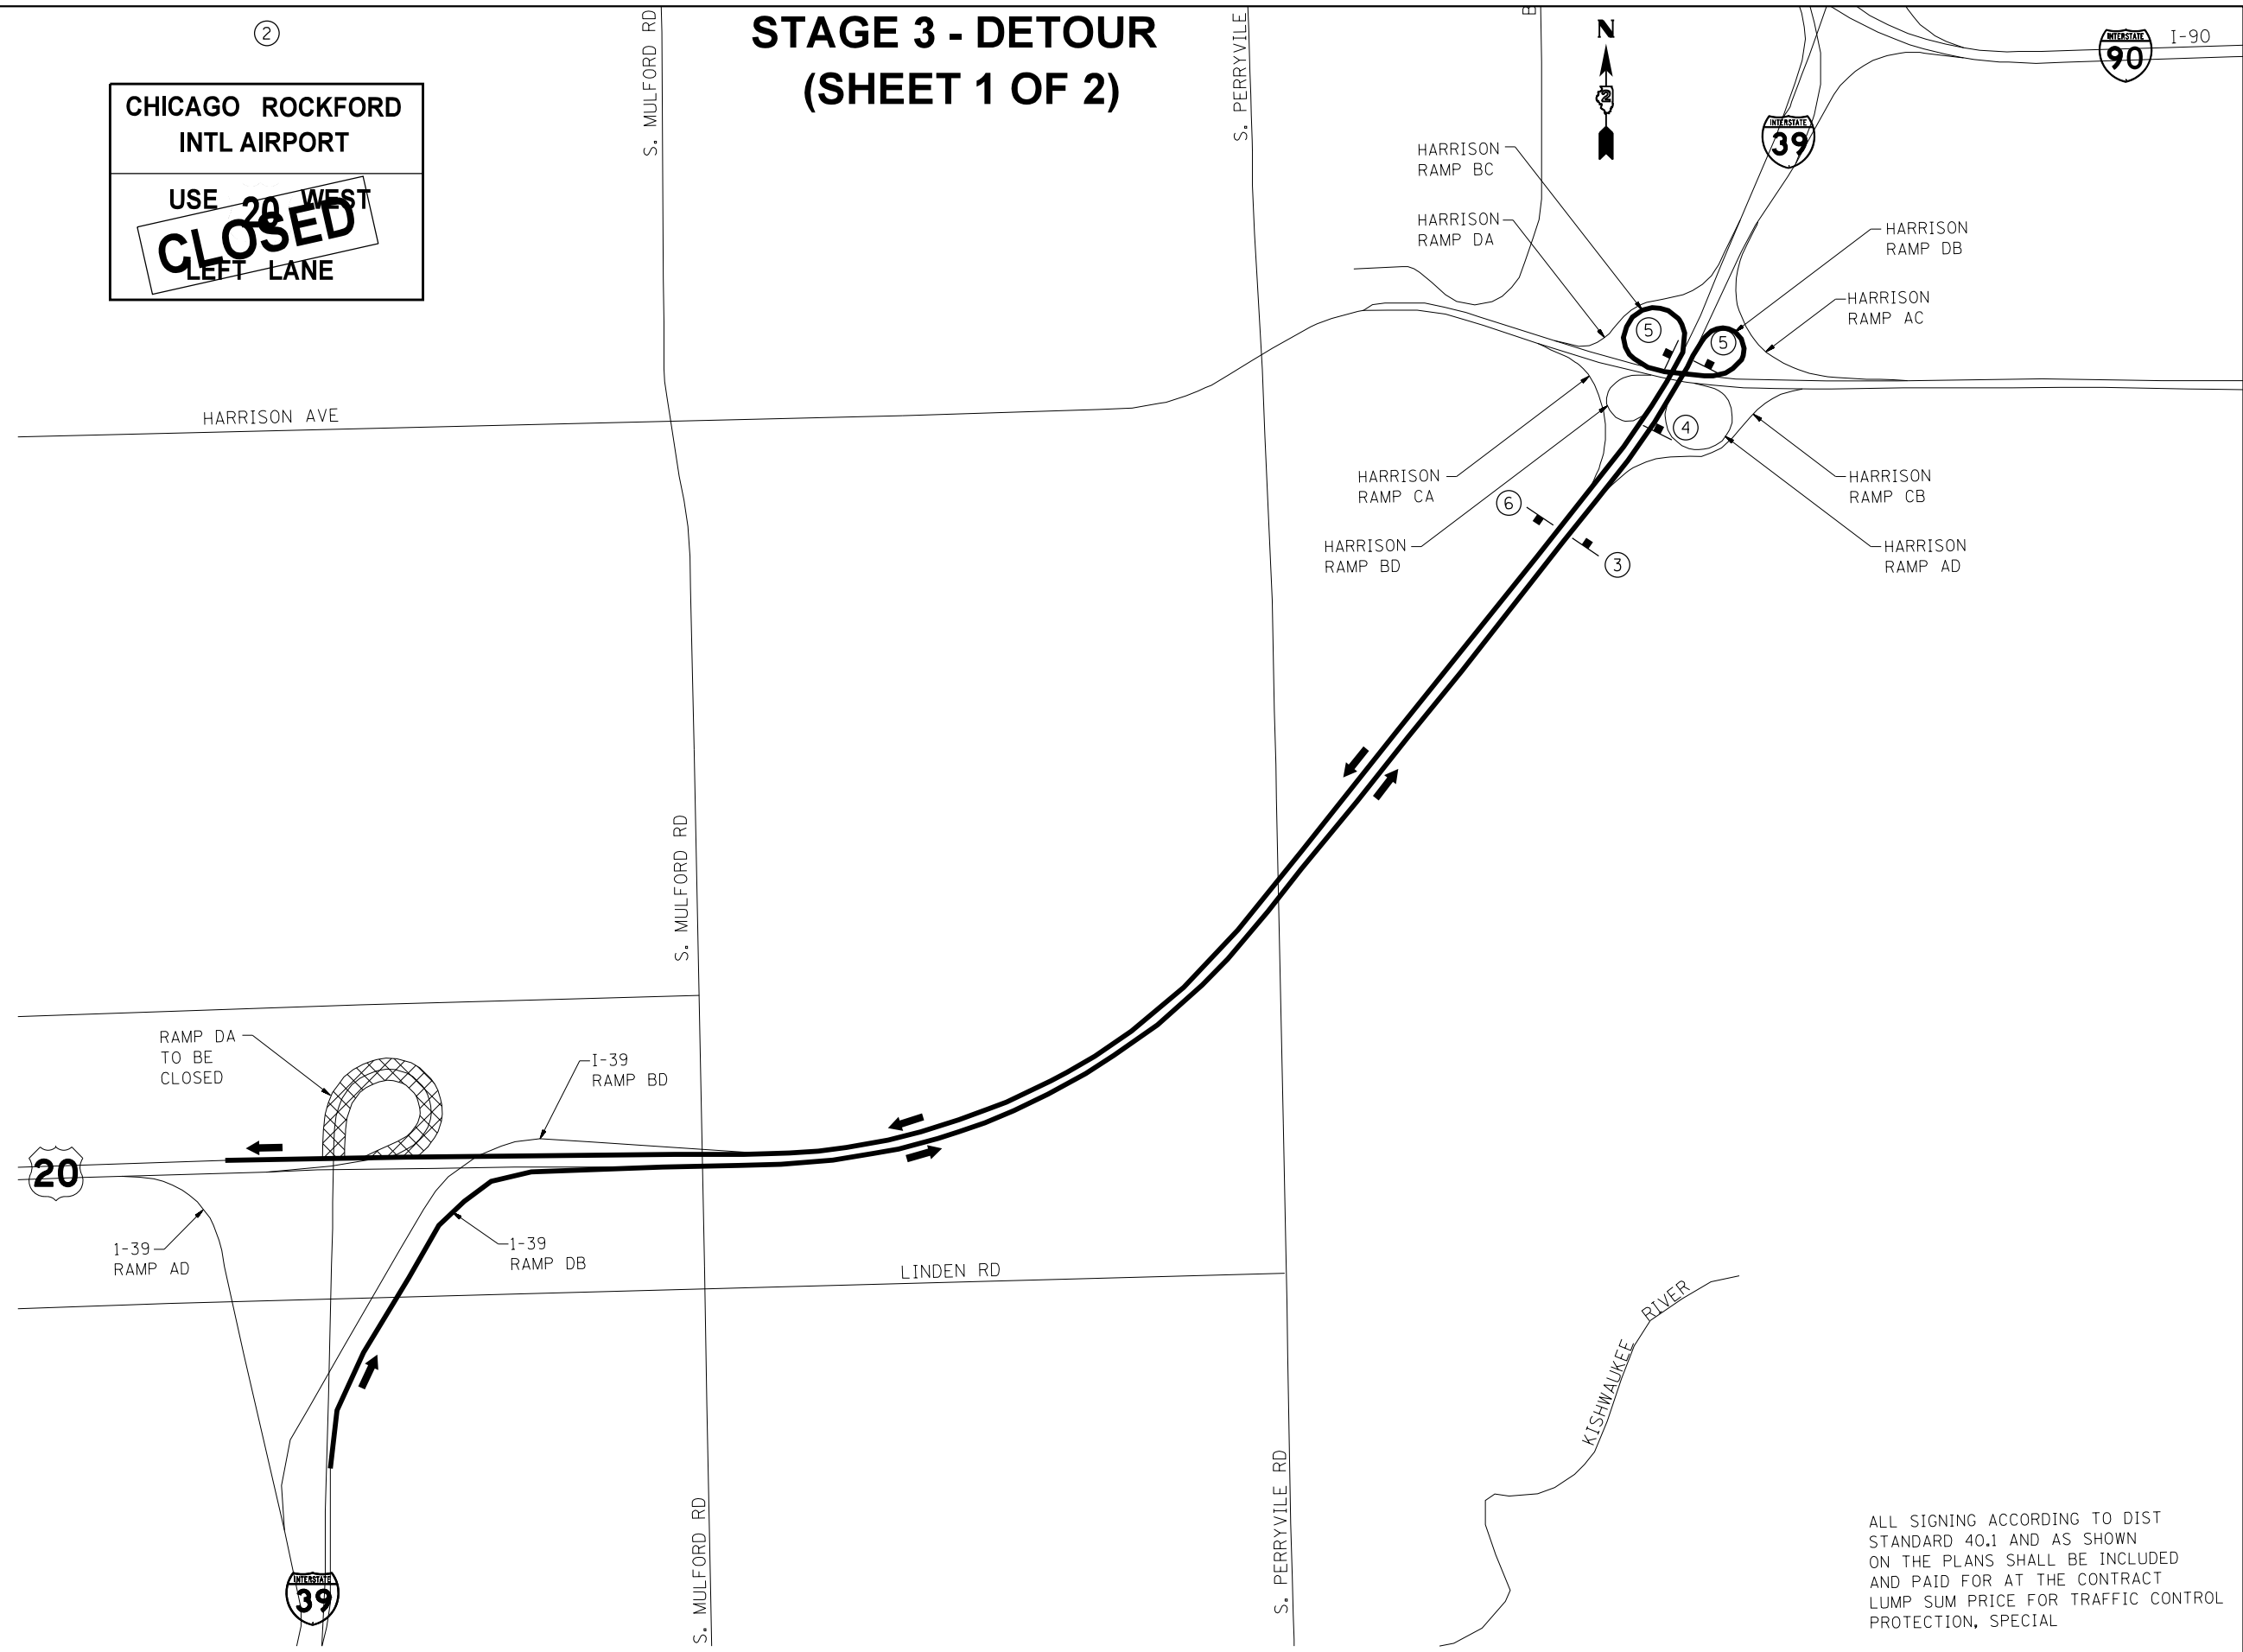 STAGE 3 - DETOUR
(SHEET 1 OF 2)
2
CHICAGO ROCKFORD
INTL AIRPORT
USE 20 WEST
CLOSED
LEFT LANE
S. MULFORD RD
S. PERRYVILE
B
N
2
INTERSTATE
90
I-90
INTERSTATE
39
HARRISON
RAMP BC
HARRISON
RAMP DA
HARRISON
RAMP DB
HARRISON
RAMP AC
5
5
4
HARRISON AVE
HARRISON
RAMP CA
HARRISON
RAMP BD
HARRISON
RAMP CB
HARRISON
RAMP AD
6
3
S. MULFORD RD
RAMP DA
TO BE
CLOSED
I-39
RAMP BD
20
1-39
RAMP AD
1-39
RAMP DB
LINDEN RD
KISHWAUKEE RIVER
S. MULFORD RD
S. PERRYVILE RD
INTERSTATE
39
ALL SIGNING ACCORDING TO DIST
STANDARD 40.1 AND AS SHOWN
ON THE PLANS SHALL BE INCLUDED
AND PAID FOR AT THE CONTRACT
LUMP SUM PRICE FOR TRAFFIC CONTROL
PROTECTION, SPECIAL